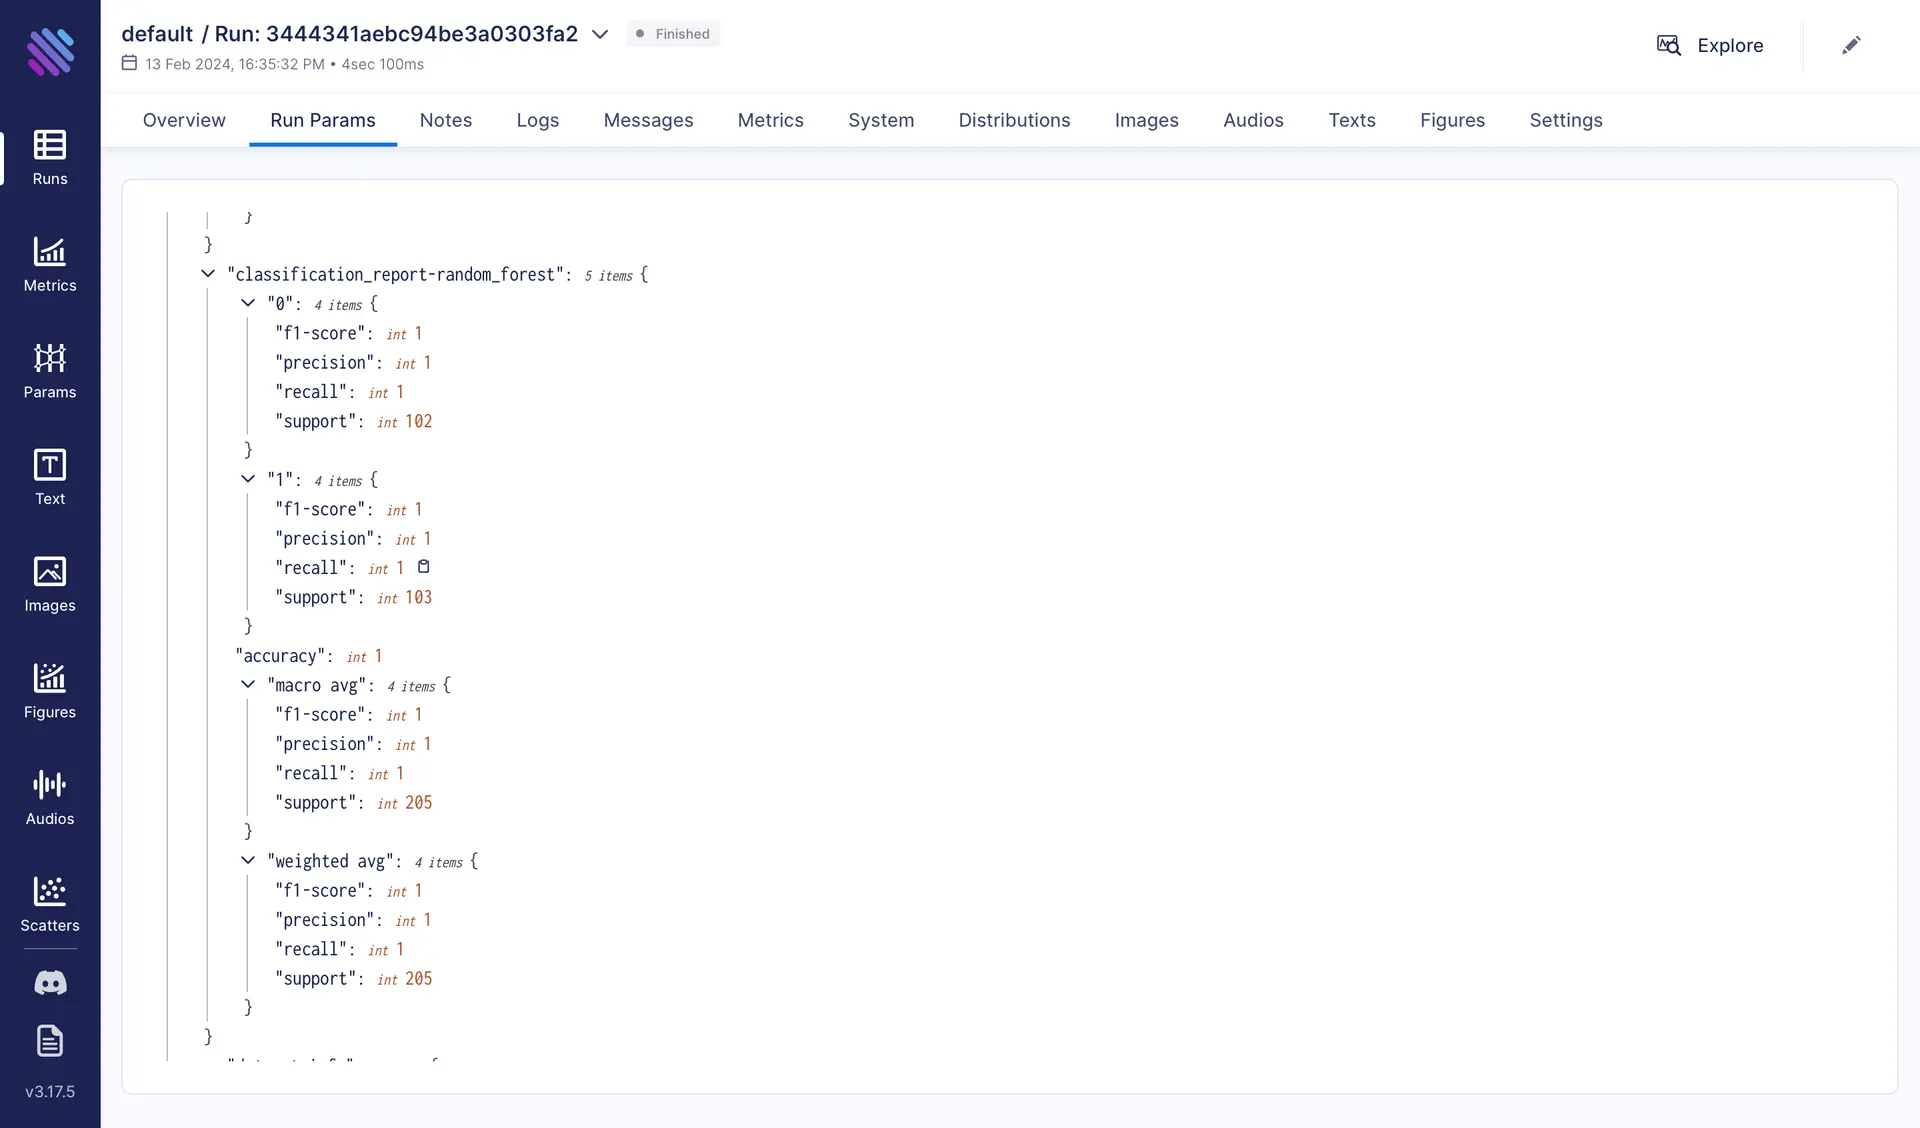 default / Run: 3444341aebc94be3a0303fa2
Finished
13 Feb 2024, 16:35:32 PM • 4sec 100ms
Explore
Overview Run Params Notes Logs Messages Metrics System Distributions Images Audios Texts Figures Settings
Runs
Metrics
Params
Text
Images
Figures
Audios
Scatters
v3.17.5
}
}
"classification_report-random_forest": 5 items {
"0": 4 items {
"f1-score": int 1
"precision": int 1
"recall": int 1
"support": int 102
}
"1": 4 items {
"f1-score": int 1
"precision": int 1
"recall": int 1
"support": int 103
}
"accuracy": int 1
"macro avg": 4 items {
"f1-score": int 1
"precision": int 1
"recall": int 1
"support": int 205
}
"weighted avg": 4 items {
"f1-score": int 1
"precision": int 1
"recall": int 1
"support": int 205
}
}